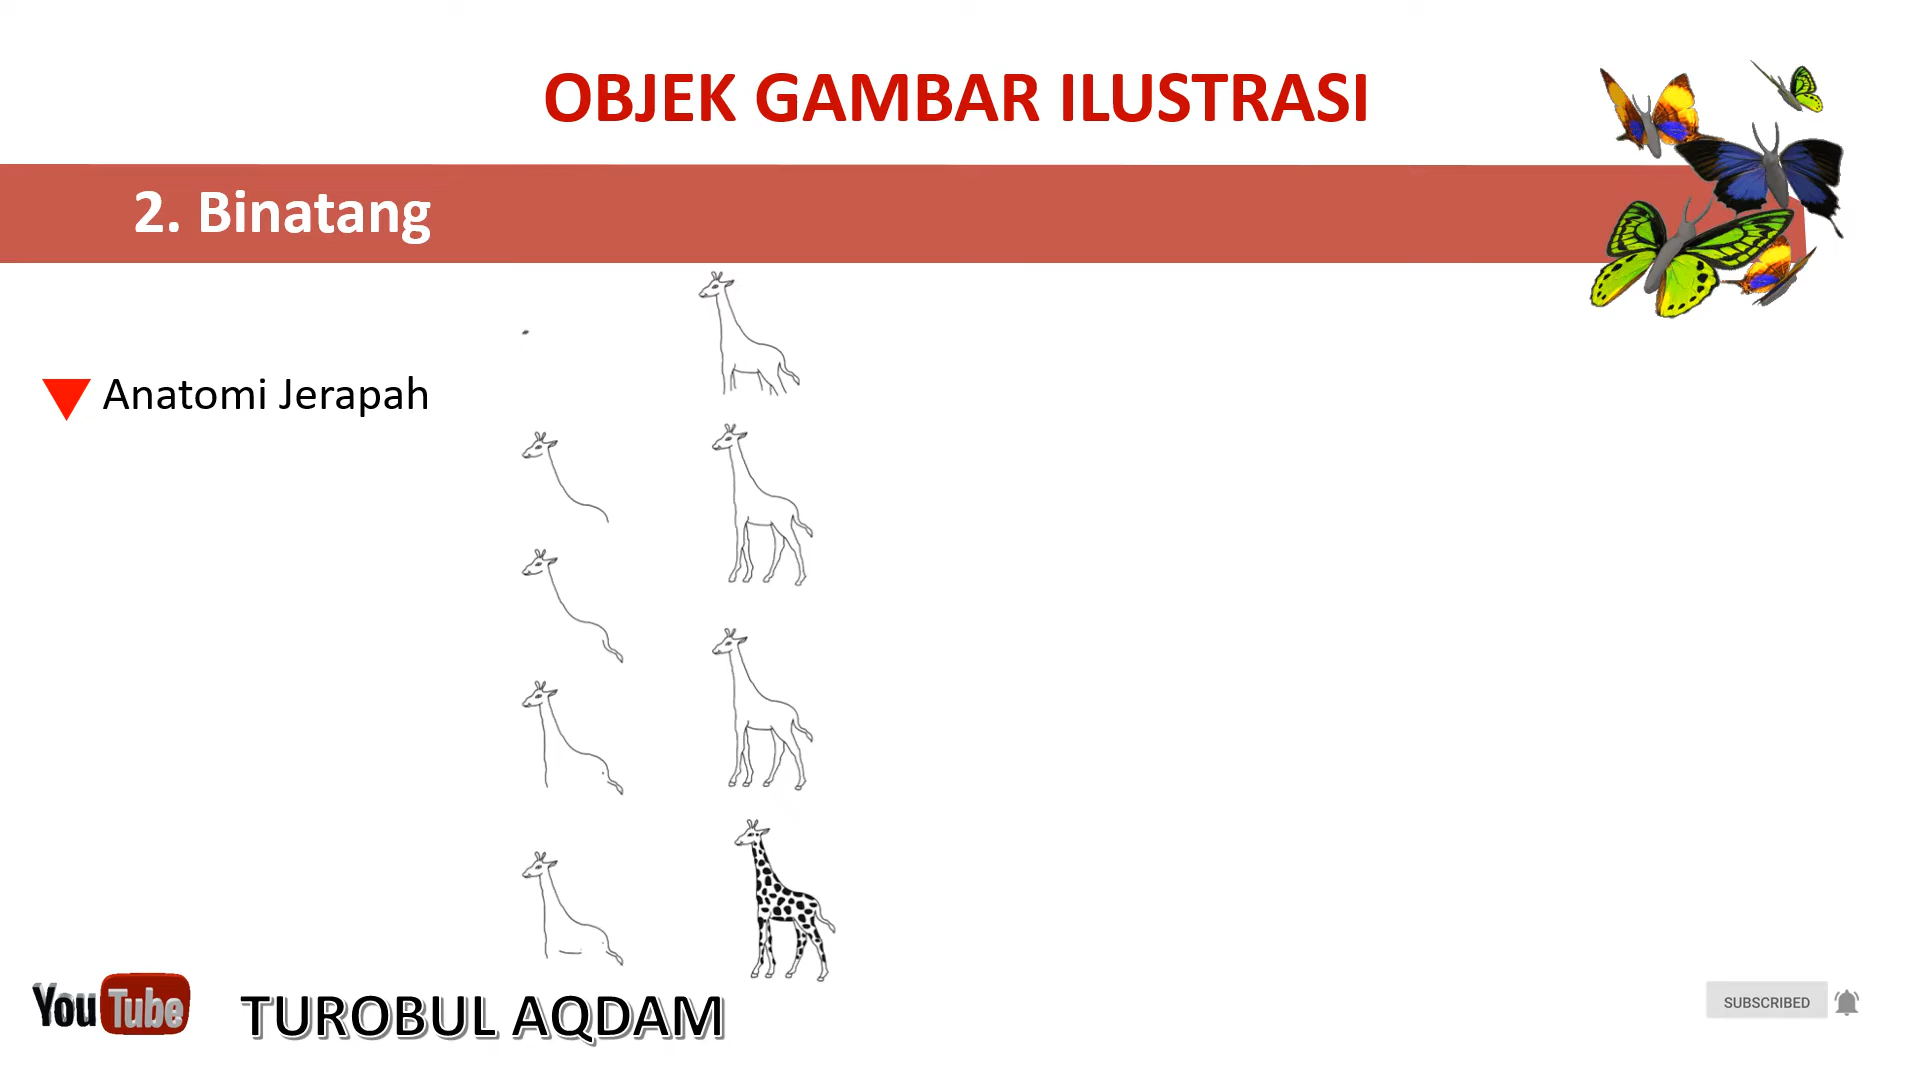 OBJEK GAMBAR ILUSTRASI
2. Binatang
Anatomi Jerapah
YouTube
TUROBUL AQDAM
SUBSCRIBED